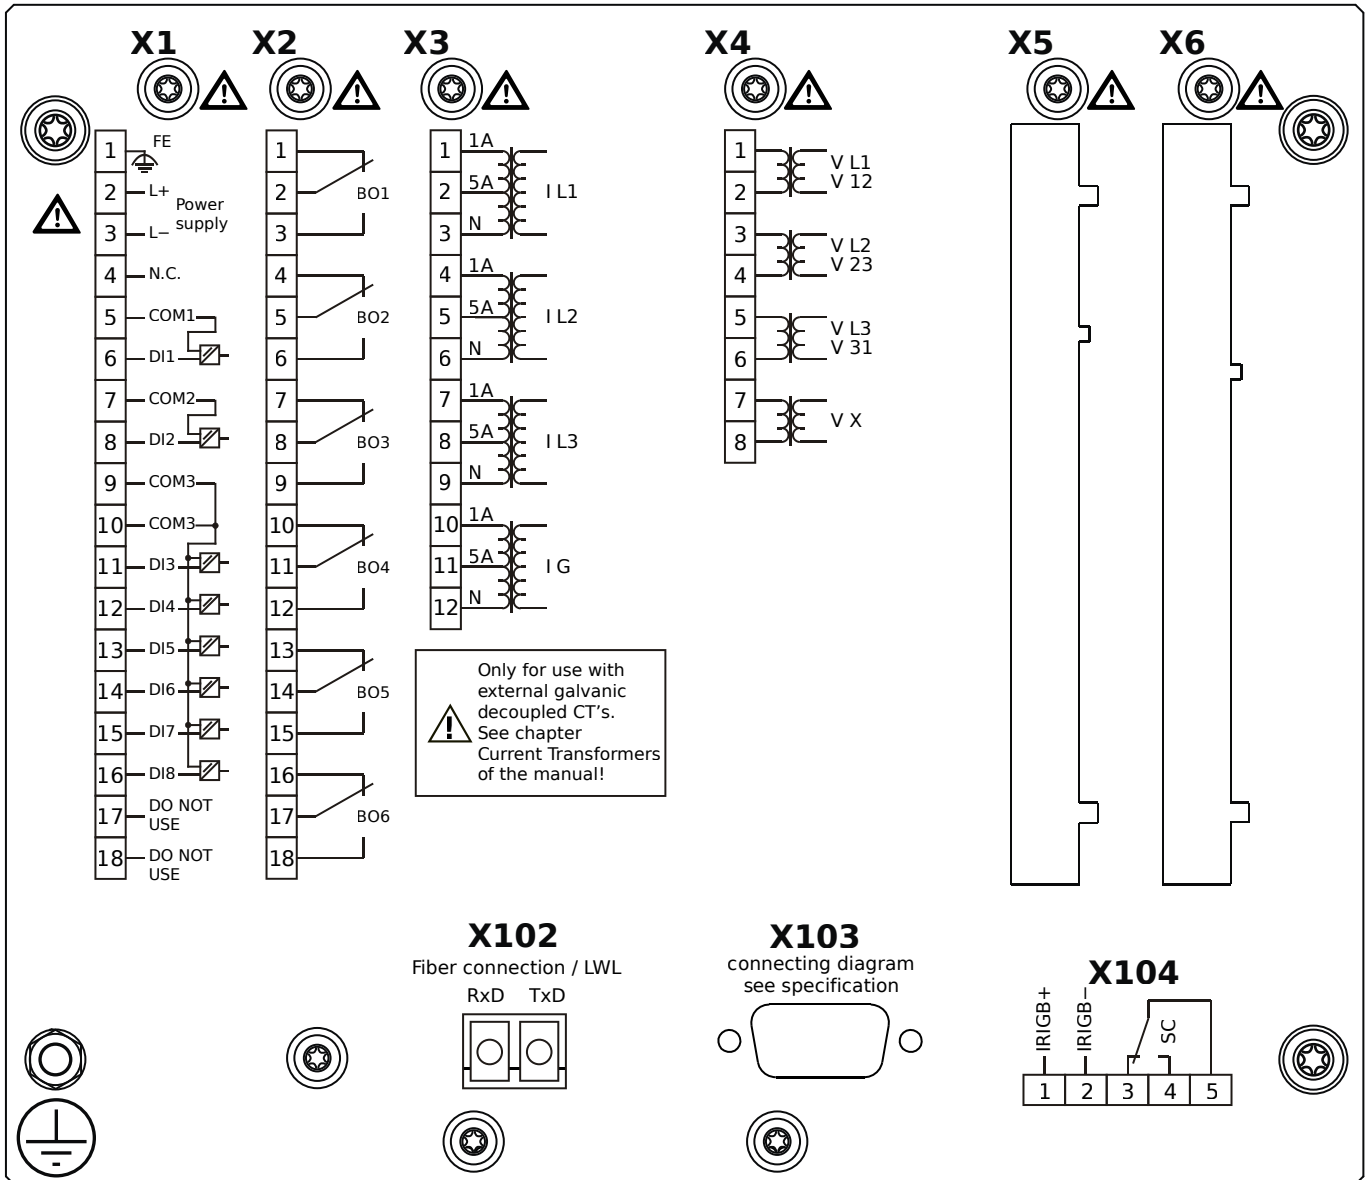 X1
X2
X3
X4
X5
X6
1 FE
2 L+
Power
supply
3 L−
4 N.C.
5 COM1
6 DI1
7 COM2
8 DI2
9 COM3
10 COM3
11 DI3
12 DI4
13 DI5
14 DI6
15 DI7
16 DI8
17 DO NOT
USE
18 DO NOT
USE
1
2 BO1
3
4
5 BO2
6
7
8 BO3
9
10
11 BO4
12
13
14 BO5
15
16
17 BO6
18
1 1A
2 5A I L1
3 N
4 1A
5 5A I L2
6 N
7 1A
8 5A I L3
9 N
10 1A
11 5A I G
12 N
Only for use with
external galvanic
decoupled CT's.
See chapter
Current Transformers
of the manual!
1 V L1
2 V 12
3 V L2
4 V 23
5 V L3
6 V 31
7 V X
8
X102
Fiber connection / LWL
RxD TxD
X103
connecting diagram
see specification
X104
IRIGB+
IRIGB−
SC
1 2 3 4 5